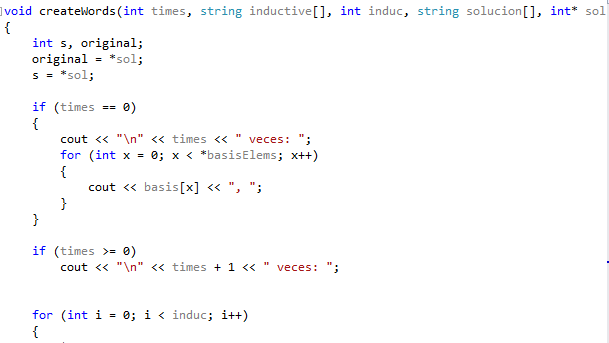 void createWords(int times, string inductive[], int induc, string solucion[], int* sol
{
int s, original;
original = *sol;
s = *sol;
if (times == 0)
{
cout << "\n" << times << " veces: ";
for (int x = 0; x < *basisElems; x++)
{
cout << basis[x] << ", ";
}
}
if (times >= 0)
cout << "\n" << times + 1 << " veces: ";
for (int i = 0; i < induc; i++)
{